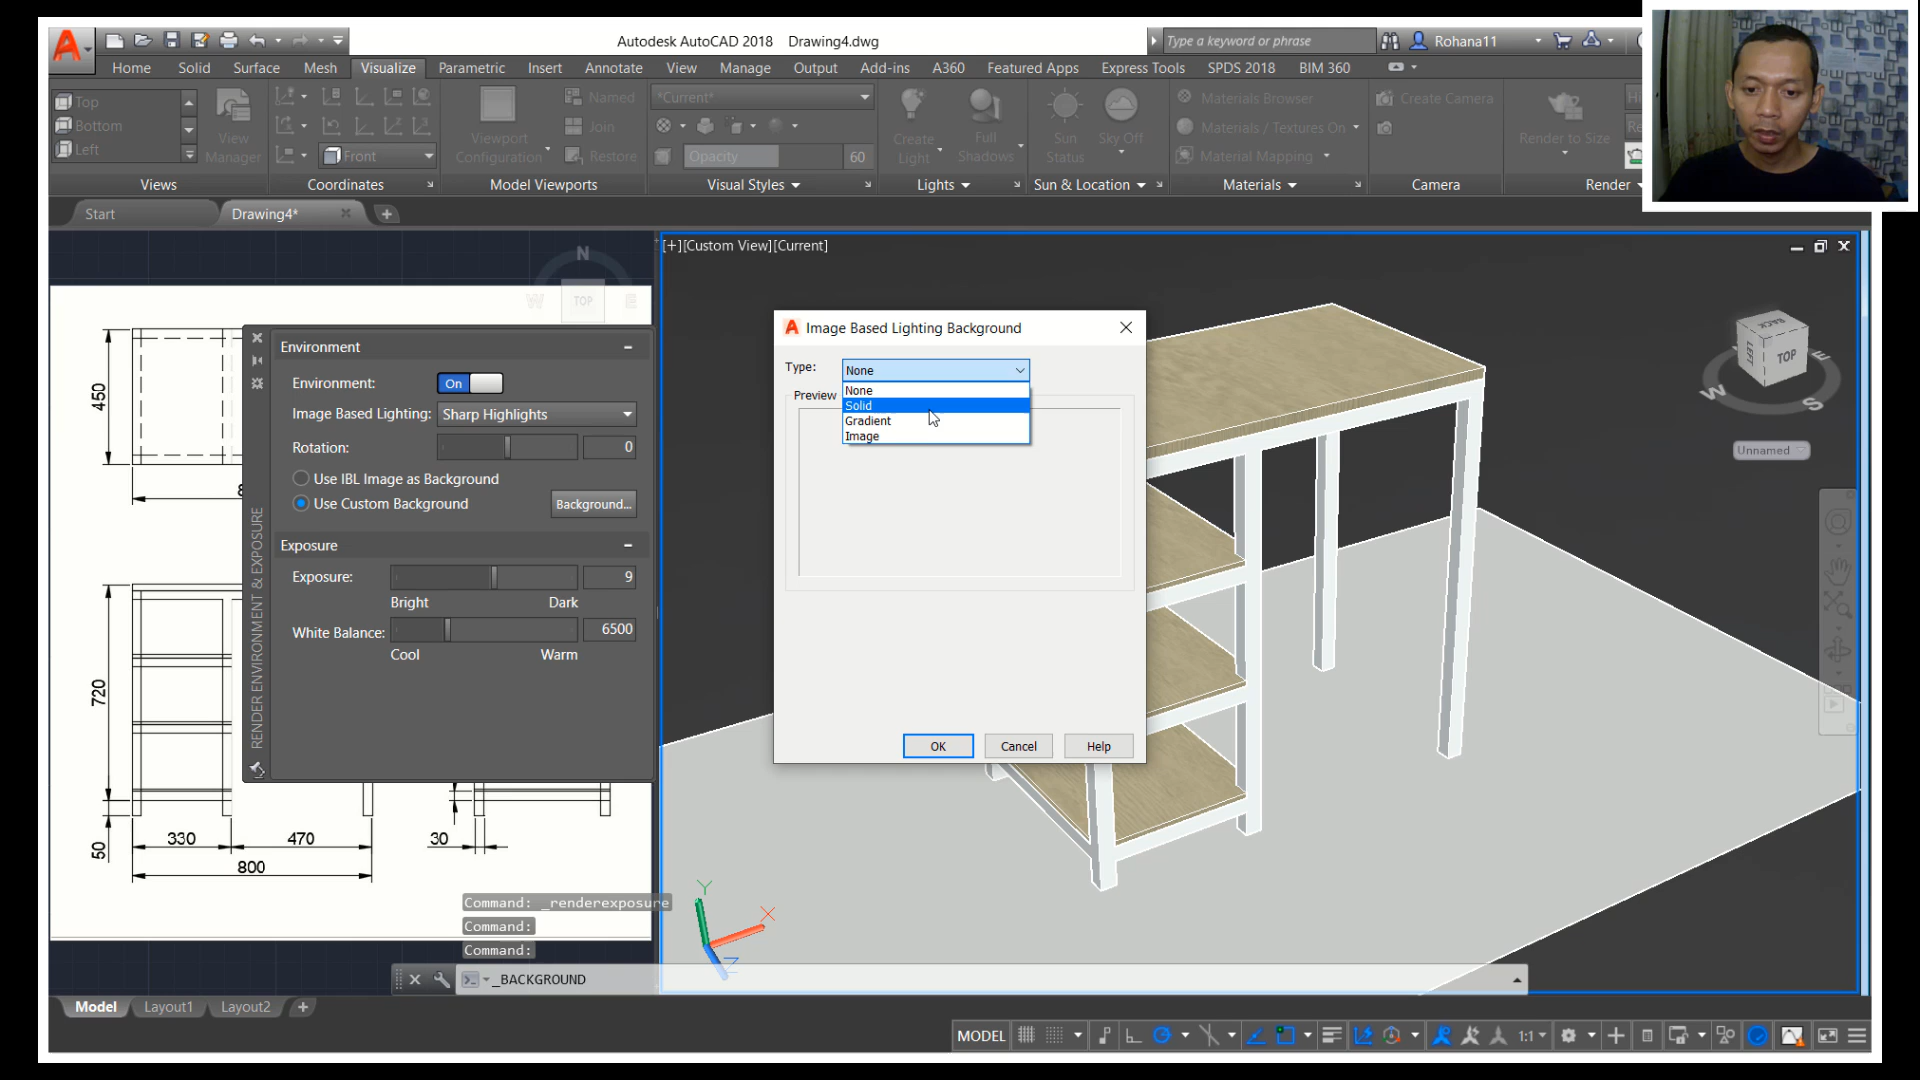 Autodesk AutoCAD 2018 Drawing4.dwg
Type a keyword or phrase
Rohana11
Home Solid Surface Mesh Visualize Parametric Insert Annotate View Manage Output Add-ins A360 Featured Apps Express Tools SPDS 2018 BIM 360
Top
Bottom
Left
View
Manager
Front
Viewport
Configuration
Named
Join
Restore
*Current*
Opacity 60
Create
Light
Full
Shadows
Sun
Status
Sky Off
Materials Browser
Materials / Textures On
Material Mapping
Create Camera
Render to Size
Views Coordinates Model Viewports Visual Styles Lights Sun & Location Materials Camera Render
Start Drawing4*
[+][Custom View][Current]
N
W TOP E
450
720
50
330 470
800
30
RENDER ENVIRONMENT & EXPOSURE
Environment
Environment: On
Image Based Lighting: Sharp Highlights
Rotation: 0
Use IBL Image as Background
Use Custom Background Background...
Exposure
Exposure: 9
Bright Dark
White Balance: 6500
Cool Warm
Image Based Lighting Background
Type: None
None
Solid
Gradient
Image
Preview
OK Cancel Help
BACK
LEFT TOP
E
W S
Unnamed
Y X Z
Command: _renderexposure
Command:
Command:
_BACKGROUND
Model Layout1 Layout2
MODEL 1:1